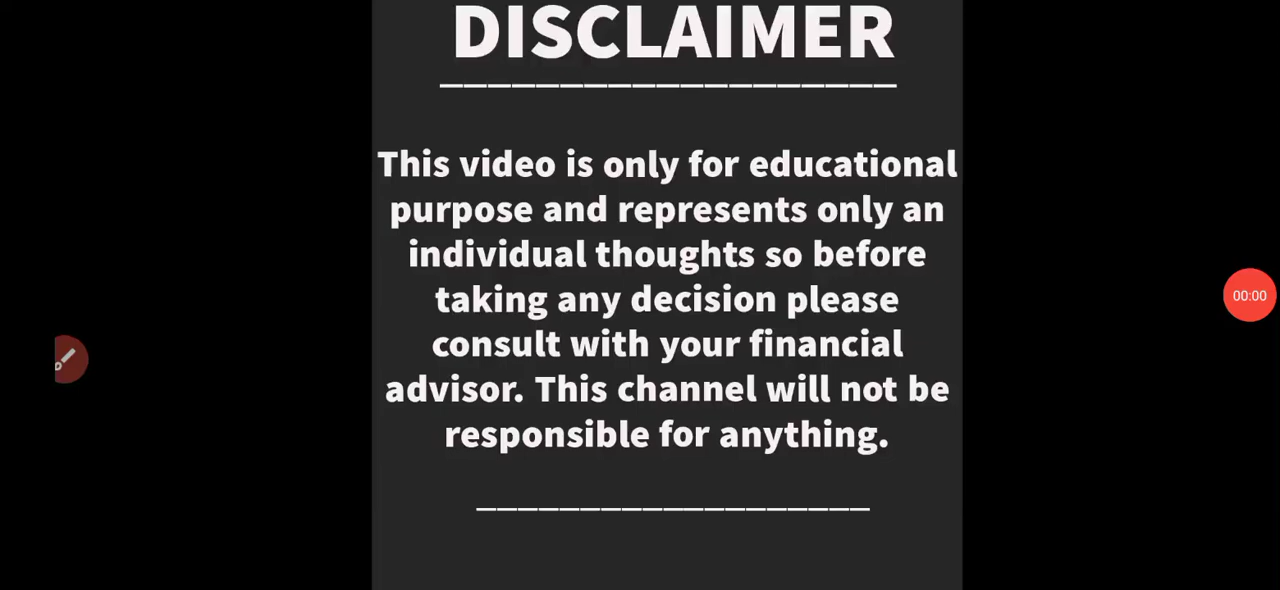 DISCLAIMER
This video is only for educational
purpose and represents only an
individual thoughts so before
taking any decision please
consult with your financial
advisor. This channel will not be
responsible for anything.
00:00